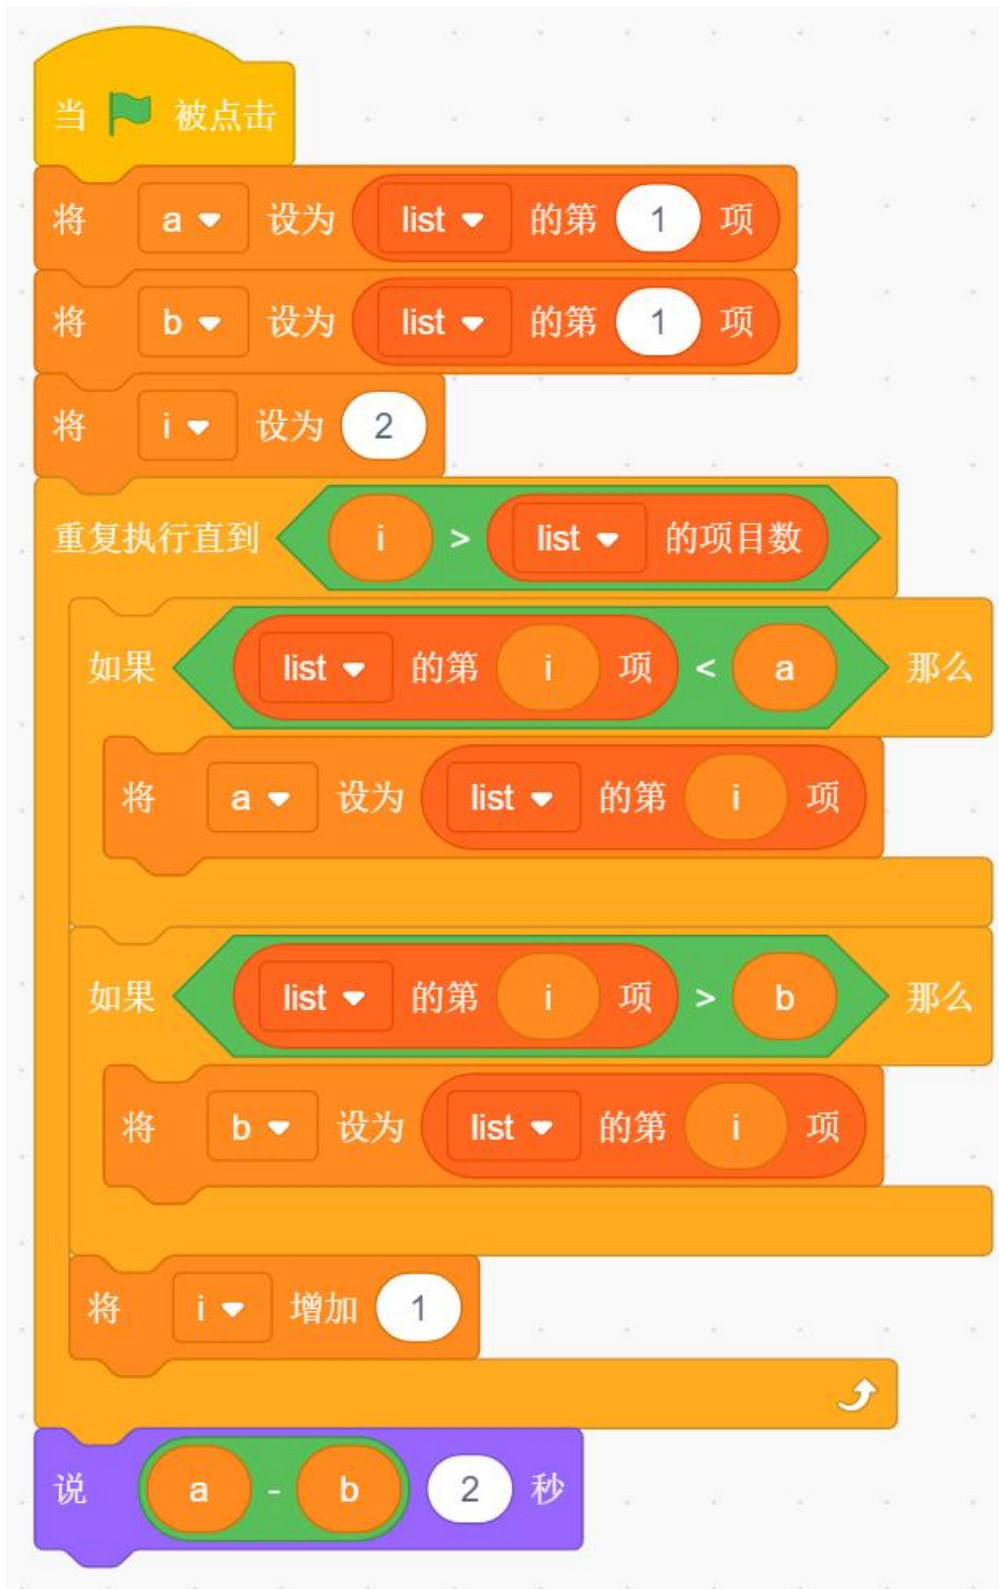 当 被点击
将 a 设为 list 的第 1 项
将 b 设为 list 的第 1 项
将 i 设为 2
重复执行直到 i > list 的项目数
如果 list 的第 i 项 < a 那么
将 a 设为 list 的第 i 项
如果 list 的第 i 项 > b 那么
将 b 设为 list 的第 i 项
将 i 增加 1
说 a - b 2 秒